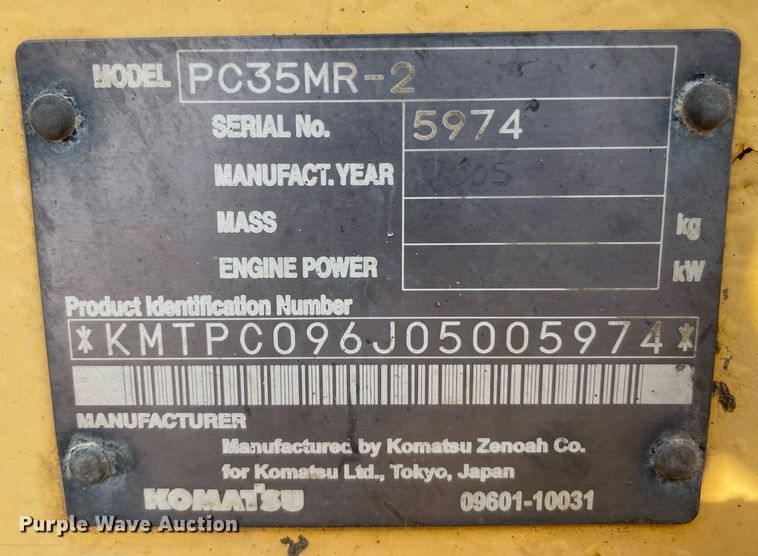 MODEL PC35MR-2
SERIAL No. 5974
MANUFACT.YEAR 2005
MASS kg
ENGINE POWER kW
Product Identification Number
*KMTPC096J05005974*
MANUFACTURER
Manufactured by Komatsu Zenoah Co.
for Komatsu Ltd., Tokyo, Japan
KOMATSU 09601-10031
Purple Wave Auction